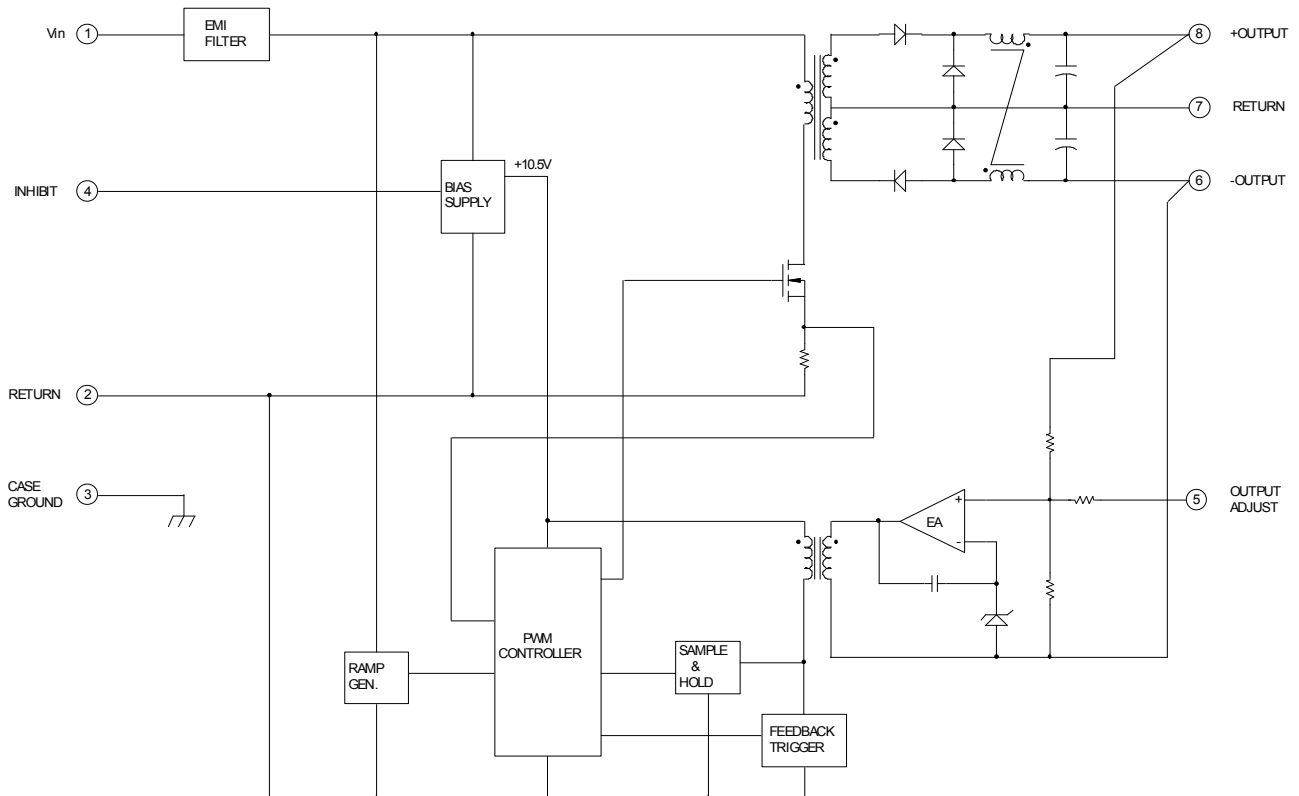 Vin
1
EMI
FILTER
8
+OUTPUT
7
RETURN
+10.5V
INHIBIT
4
BIAS
SUPPLY
6
-OUTPUT
RETURN
2
CASE
GROUND
3
+
EA
-
5
OUTPUT
ADJUST
PWM
CONTROLLER
RAMP
GEN.
SAMPLE
&
HOLD
FEEDBACK
TRIGGER